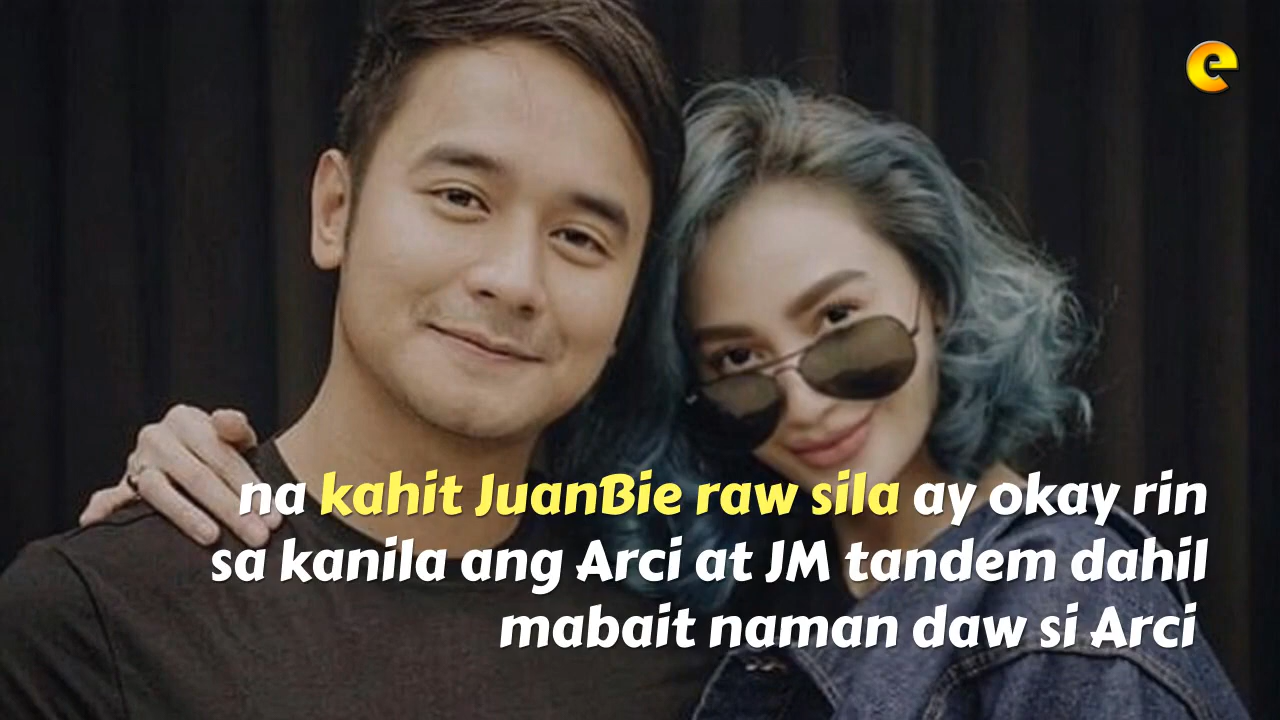 e
na kahit JuanBie raw sila ay okay rin
sa kanila ang Arci at JM tandem dahil
mabait naman daw si Arci